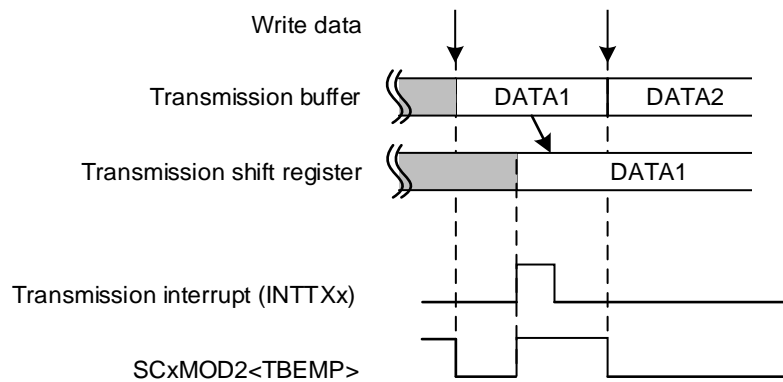 Write data
Transmission buffer DATA1 DATA2
Transmission shift register DATA1
Transmission interrupt (INTTXx)
SCxMOD2<TBEMP>